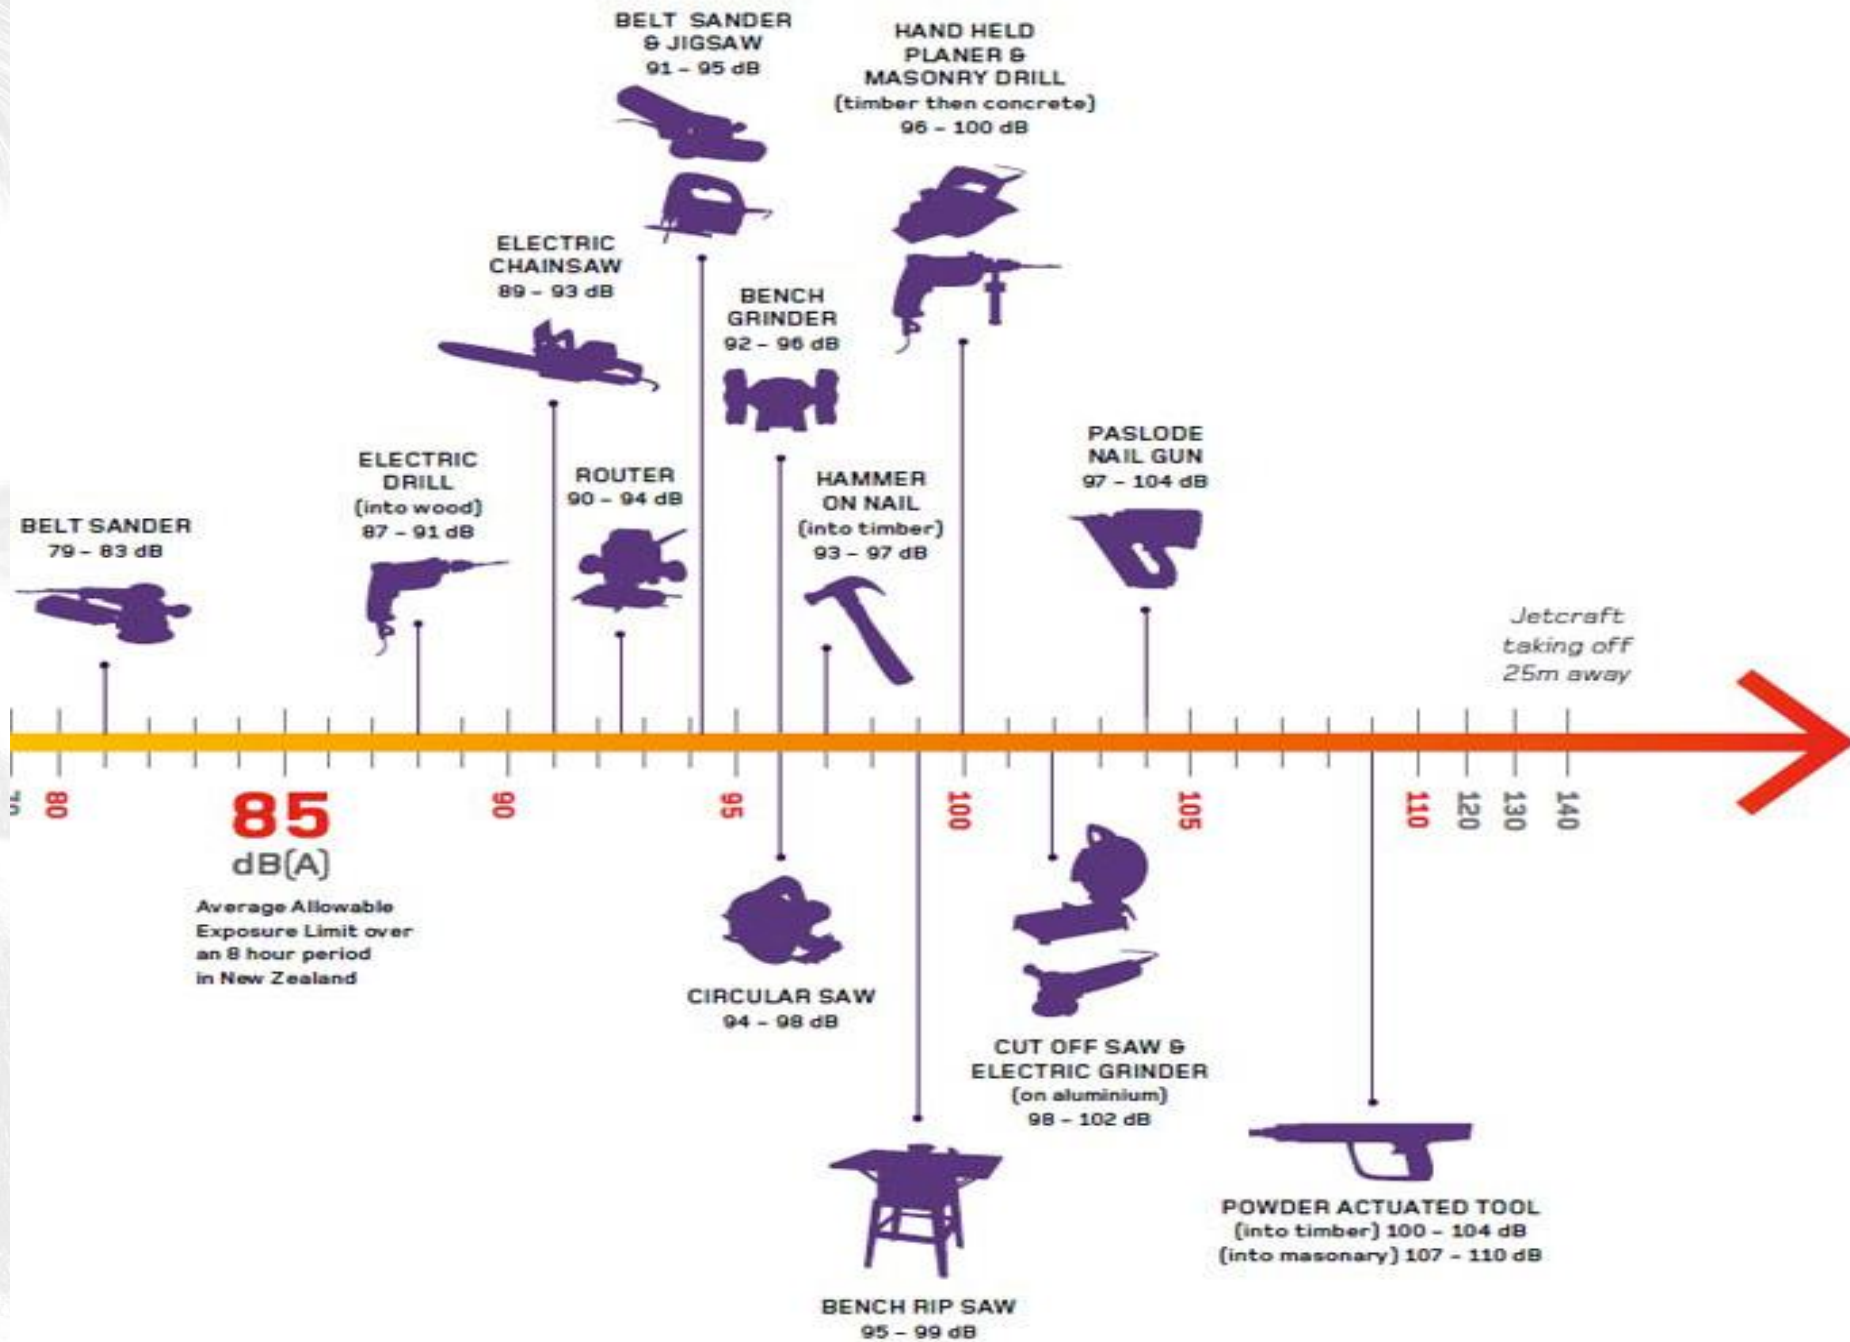 BELT SANDER
& JIGSAW
91 – 95 dB
HAND HELD
PLANER &
MASONRY DRILL
(timber then concrete)
96 – 100 dB
ELECTRIC
CHAINSAW
89 – 93 dB
BENCH
GRINDER
92 – 96 dB
ELECTRIC
DRILL
(into wood)
87 – 91 dB
ROUTER
90 – 94 dB
HAMMER
ON NAIL
(into timber)
93 – 97 dB
PASLODE
NAIL GUN
97 – 104 dB
BELT SANDER
79 – 83 dB
Jetcraft
taking off
25m away
80
85
dB(A)
90
95
100
105
110
120
130
140
Average Allowable
Exposure Limit over
an 8 hour period
in New Zealand
CIRCULAR SAW
94 – 98 dB
CUT OFF SAW &
ELECTRIC GRINDER
(on aluminium)
98 – 102 dB
POWDER ACTUATED TOOL
(into timber) 100 – 104 dB
(into masonary) 107 – 110 dB
BENCH RIP SAW
95 – 99 dB